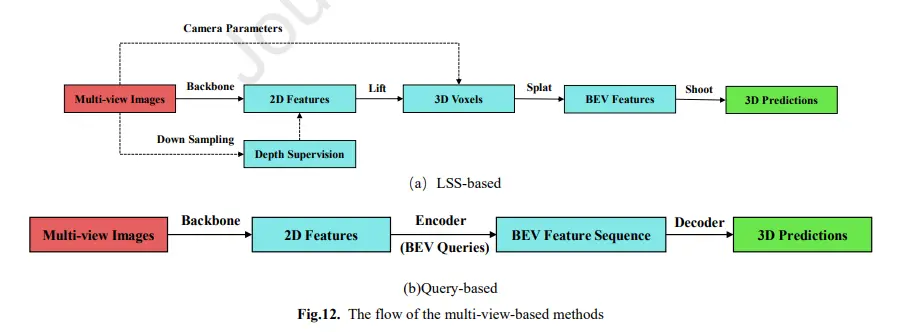 Jou
Camera Parameters
Multi-view Images
Backbone
2D Features
Lift
3D Voxels
Splat
BEV Features
Shoot
3D Predictions
Down Sampling
Depth Supervision
(a) LSS-based
Multi-view Images
Backbone
2D Features
Encoder
(BEV Queries)
BEV Feature Sequence
Decoder
3D Predictions
(b)Query-based
Fig.12. The flow of the multi-view-based methods